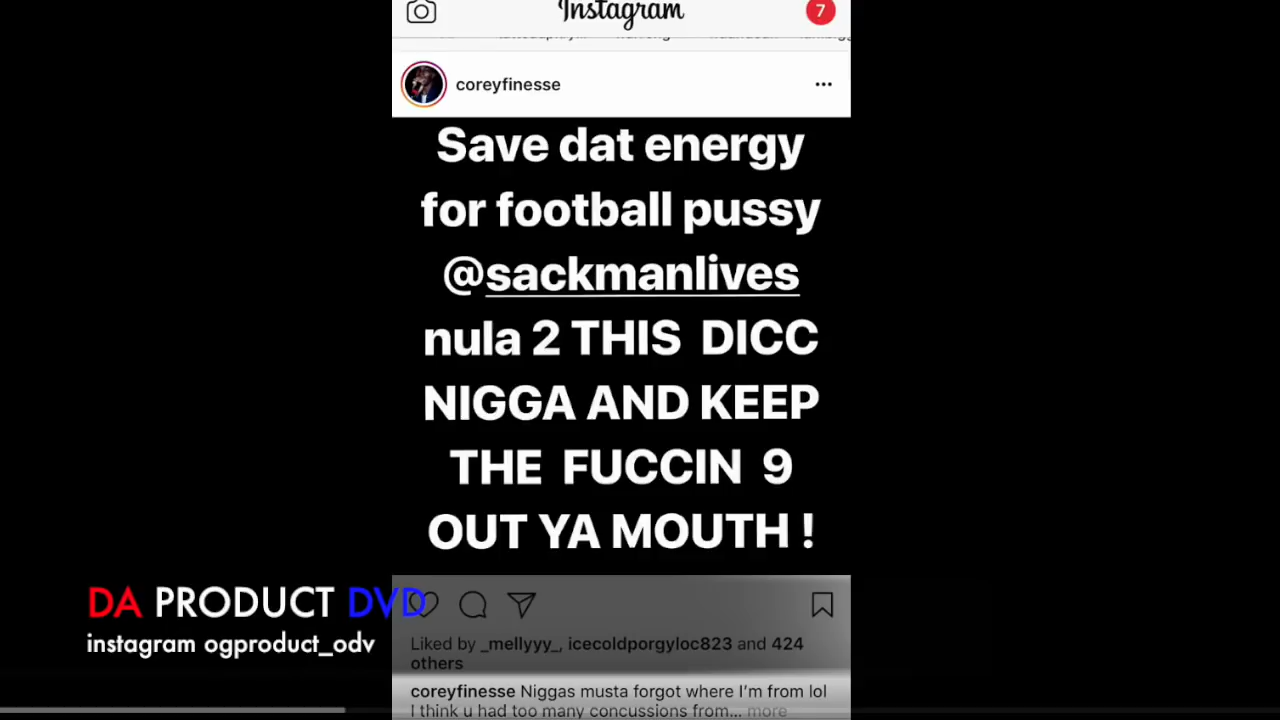 Instagram
7
coreyfinesse
Save dat energy
for football pussy
@sackmanlives
nula 2 THIS DICC
NIGGA AND KEEP
THE FUCCIN 9
OUT YA MOUTH !
DA PRODUCT DVD
instagram ogproduct_odv
Liked by _mellyyy_, icecoldporgyloc823 and 424
others
coreyfinesse Niggas musta forgot where I'm from lol
I think u had too many concussions from... more